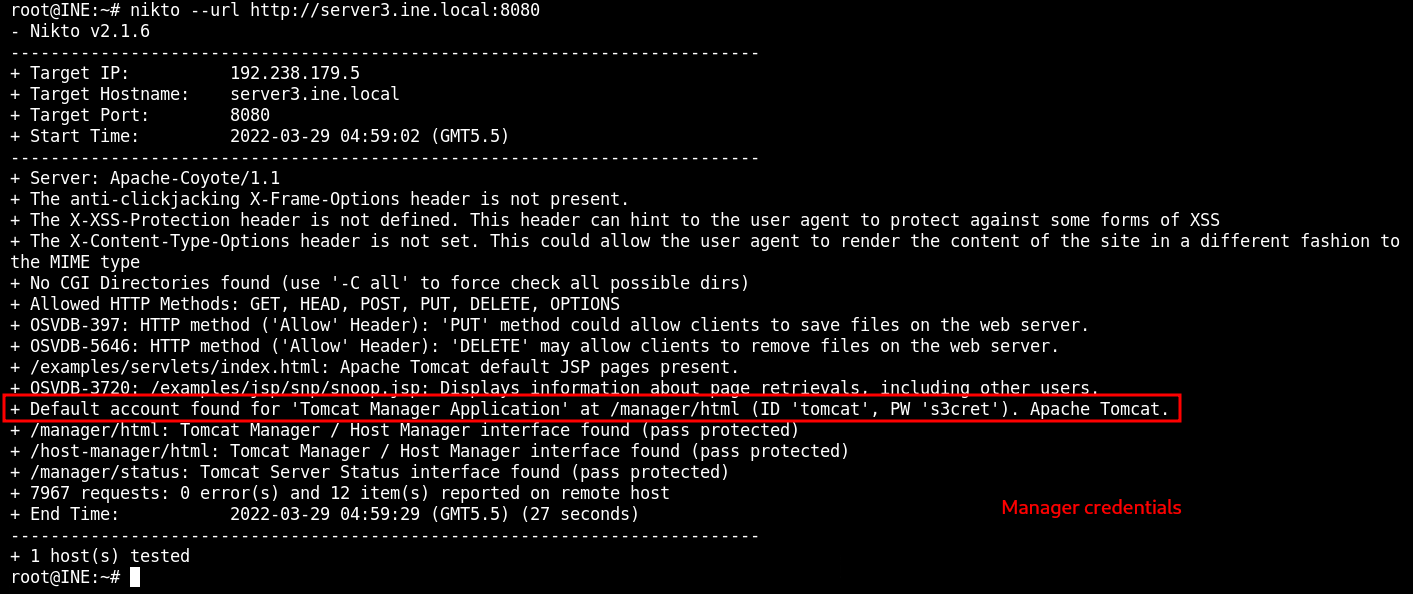 root@INE:~# nikto --url http://server3.ine.local:8080
- Nikto v2.1.6
---------------------------------------------------------------------------
+ Target IP:          192.238.179.5
+ Target Hostname:    server3.ine.local
+ Target Port:        8080
+ Start Time:         2022-03-29 04:59:02 (GMT5.5)
---------------------------------------------------------------------------
+ Server: Apache-Coyote/1.1
+ The anti-clickjacking X-Frame-Options header is not present.
+ The X-XSS-Protection header is not defined. This header can hint to the user agent to protect against some forms of XSS
+ The X-Content-Type-Options header is not set. This could allow the user agent to render the content of the site in a different fashion to
the MIME type
+ No CGI Directories found (use '-C all' to force check all possible dirs)
+ Allowed HTTP Methods: GET, HEAD, POST, PUT, DELETE, OPTIONS
+ OSVDB-397: HTTP method ('Allow' Header): 'PUT' method could allow clients to save files on the web server.
+ OSVDB-5646: HTTP method ('Allow' Header): 'DELETE' may allow clients to remove files on the web server.
+ /examples/servlets/index.html: Apache Tomcat default JSP pages present.
+ OSVDB-3720: /examples/jsp/snp/snoop.jsp: Displays information about page retrievals, including other users.
+ Default account found for 'Tomcat Manager Application' at /manager/html (ID 'tomcat', PW 's3cret'). Apache Tomcat.
+ /manager/html: Tomcat Manager / Host Manager interface found (pass protected)
+ /host-manager/html: Tomcat Manager / Host Manager interface found (pass protected)
+ /manager/status: Tomcat Server Status interface found (pass protected)
+ 7967 requests: 0 error(s) and 12 item(s) reported on remote host
+ End Time:           2022-03-29 04:59:29 (GMT5.5) (27 seconds)
Manager credentials
---------------------------------------------------------------------------
+ 1 host(s) tested
root@INE:~#